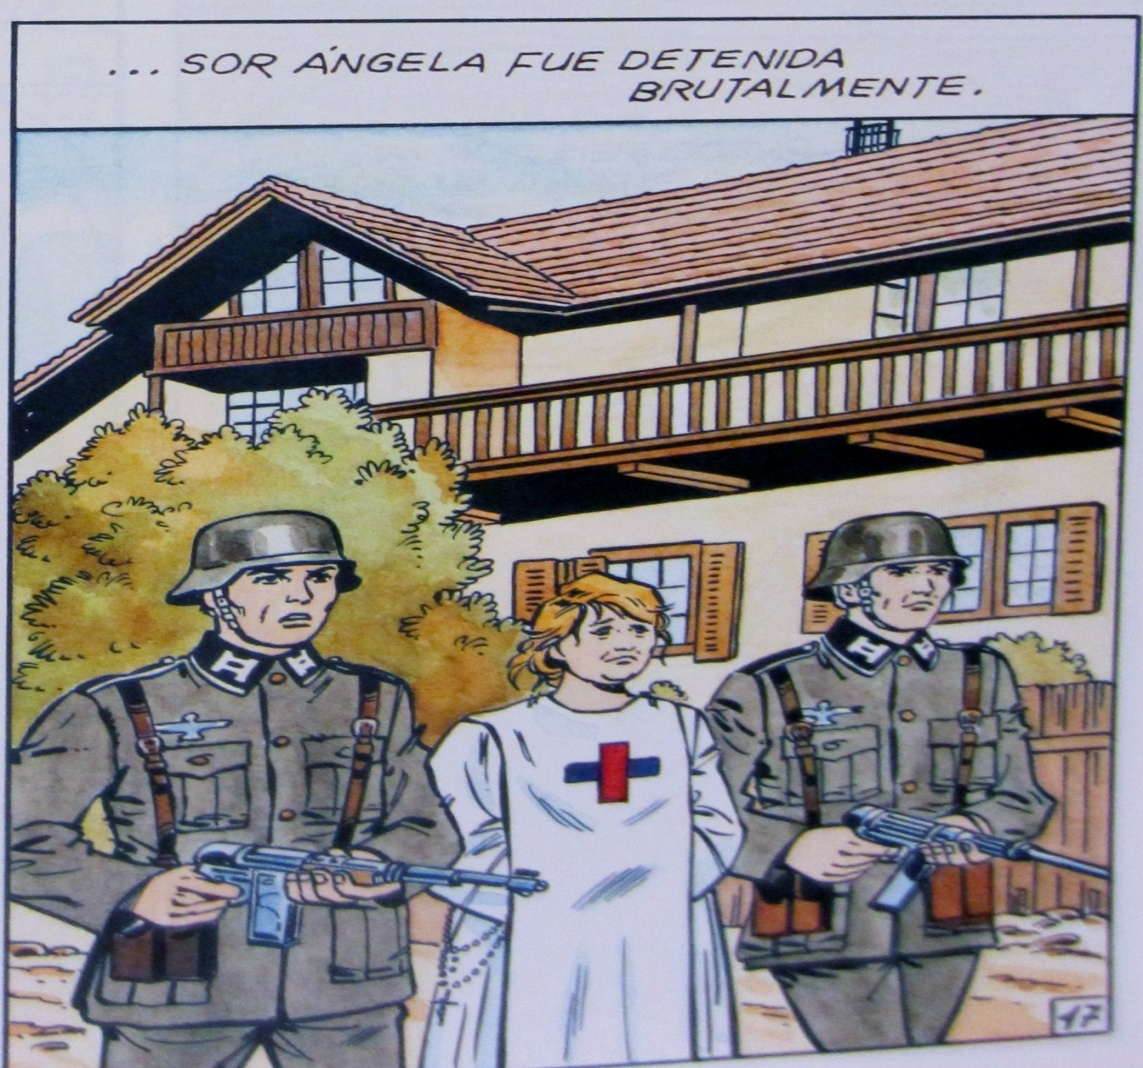 ... SOR ÁNGELA FUE DETENIDA
BRUTALMENTE.
17